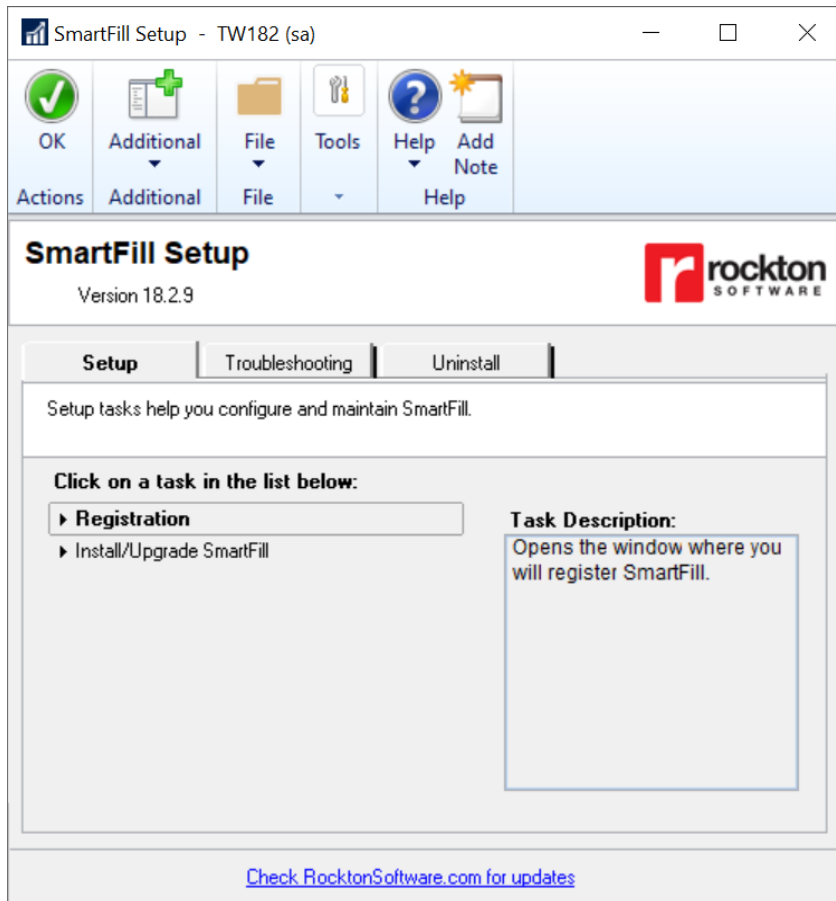 SmartFill Setup  -  TW182 (sa)
OK
Additional
File
Tools
Help
Add
Note
Actions
Additional
File
Help
SmartFill Setup
Version 18.2.9
rockton
SOFTWARE
Setup
Troubleshooting
Uninstall
Setup tasks help you configure and maintain SmartFill.
Click on a task in the list below:
Registration
Install/Upgrade SmartFill
Task Description:
Opens the window where you
will register SmartFill.
Check RocktonSoftware.com for updates